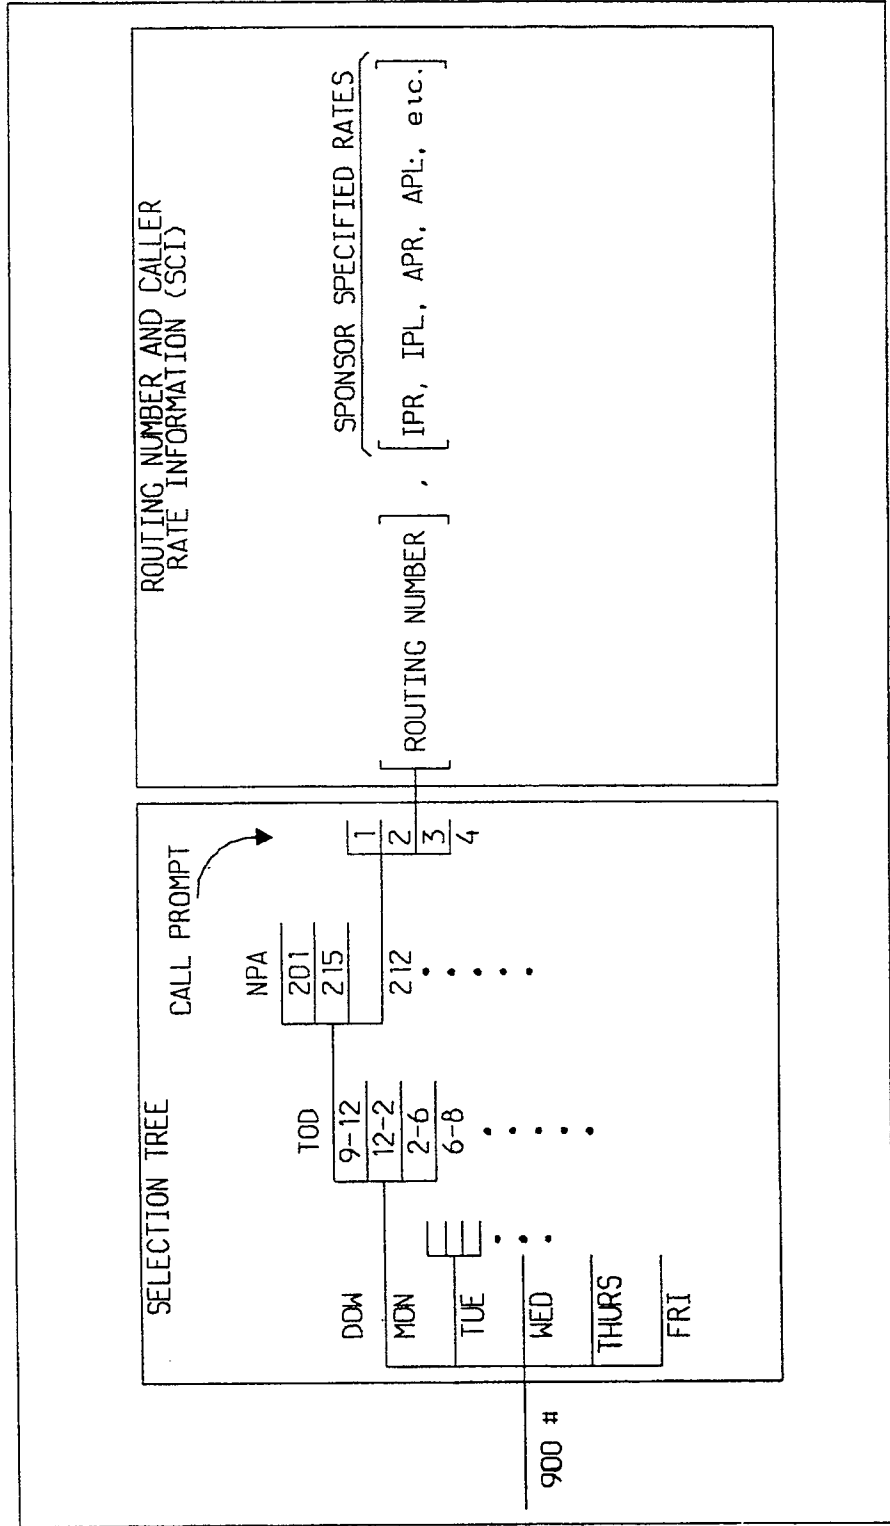 SELECTION TREE
CALL PROMPT
DOW
MON
TUE
WED
THURS
FRI
TOD
9-12
12-2
2-6
6-8
NPA
201
215
212
1
2
3
4
900 #
ROUTING NUMBER AND CALLER
RATE INFORMATION (SCI)
SPONSOR SPECIFIED RATES
[ROUTING NUMBER] , [IPR, IPL, APR, APL, etc.]